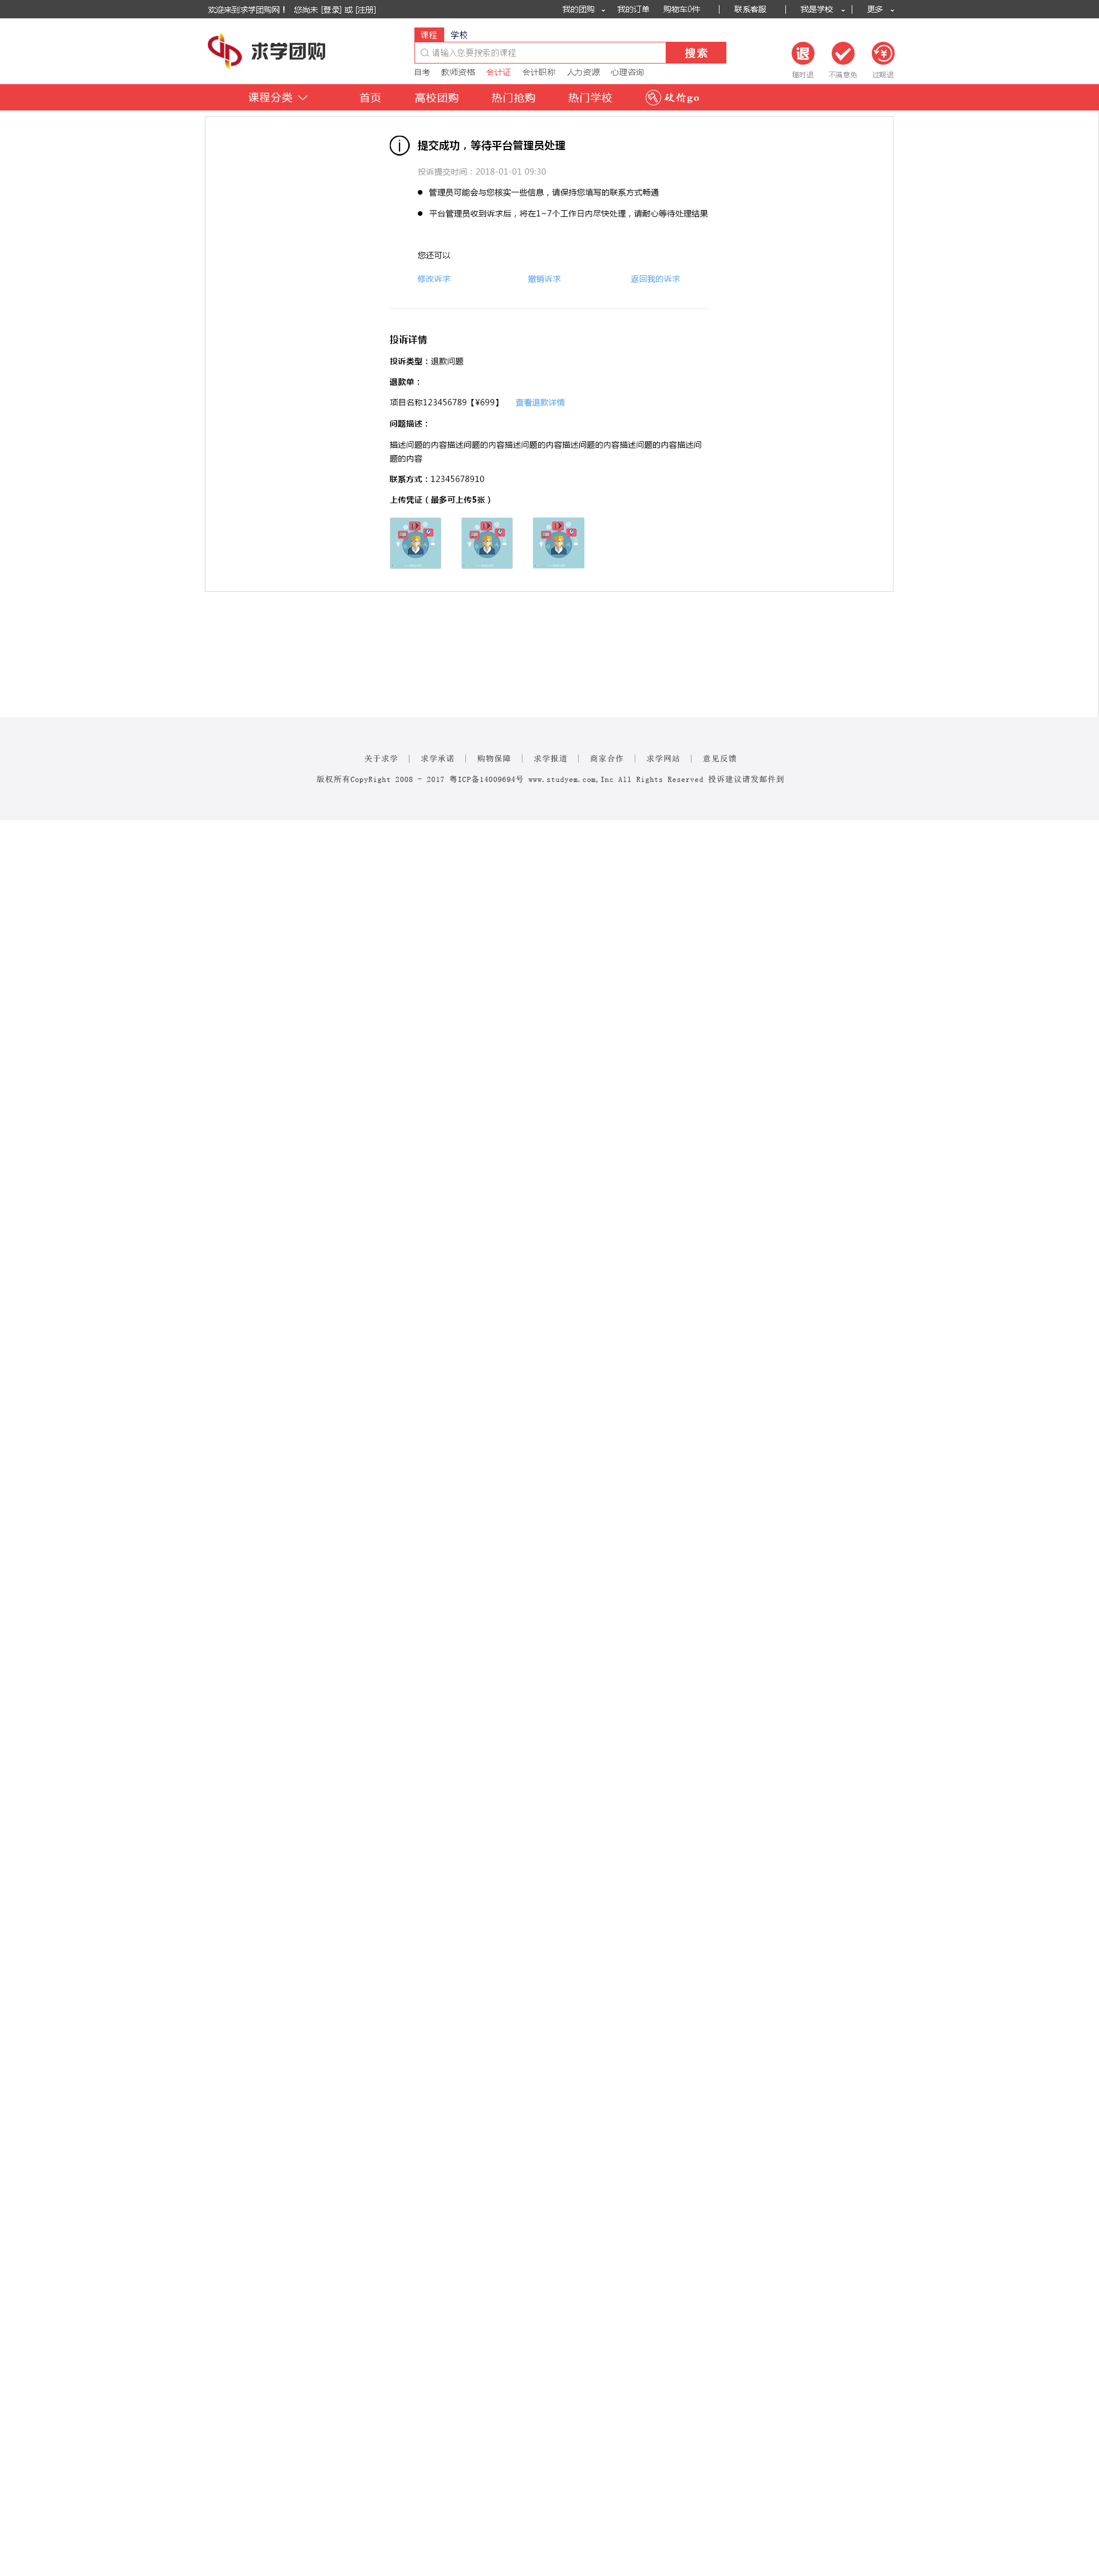 欢迎来到求学团购网！ 您尚未 [登录] 或 [注册] 我的团购 我的订单 购物车0件 | 联系客服 | 我是学校 | 更多
求学团购
课程 学校
请输入您要搜索的课程 搜索
自考 教师资格 会计证 会计职称 人力资源 心理咨询
退
随时退 不满意免 过期退
课程分类 首页 高校团购 热门抢购 热门学校 砍价go
提交成功，等待平台管理员处理
投诉提交时间：2018-01-01 09:30
● 管理员可能会与您核实一些信息，请保持您填写的联系方式畅通
● 平台管理员收到诉求后，将在1~7个工作日内尽快处理，请耐心等待处理结果
您还可以
修改诉求 撤销诉求 返回我的诉求
投诉详情
投诉类型：退款问题
退款单：
项目名称123456789【¥699】 查看退款详情
问题描述：
描述问题的内容描述问题的内容描述问题的内容描述问题的内容描述问题的内容描述问
题的内容
联系方式：12345678910
上传凭证（最多可上传5张）
关于求学 | 求学承诺 | 购物保障 | 求学报道 | 商家合作 | 求学网站 | 意见反馈
版权所有CopyRight 2008 - 2017 粤ICP备14009694号 www.studyem.com,Inc All Rights Reserved 投诉建议请发邮件到